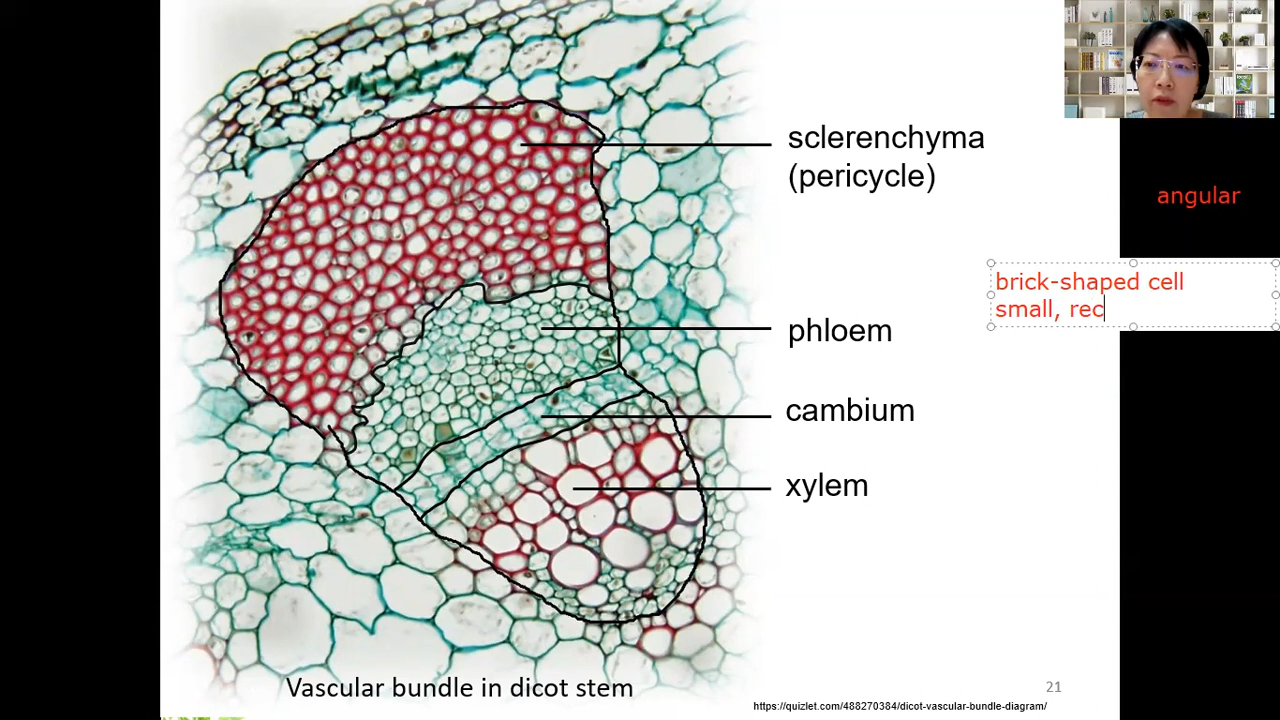 sclerenchyma
(pericycle)
angular
brick-shaped cell
small, rec
phloem
cambium
xylem
Vascular bundle in dicot stem
21
https://quizlet.com/488270384/dicot-vascular-bundle-diagram/